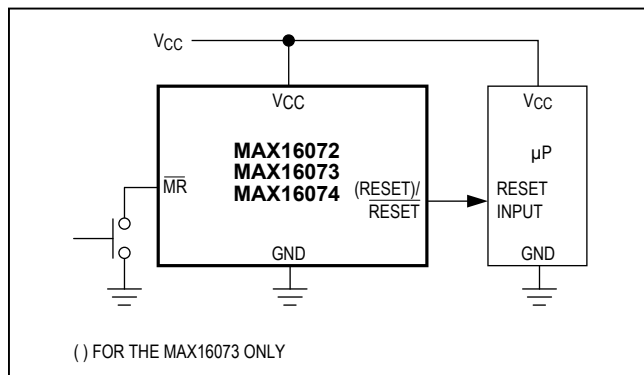 VCC
VCC
MAX16072
MAX16073
MAX16074
MR
(RESET)/
RESET
GND
VCC
µP
RESET
INPUT
GND
( ) FOR THE MAX16073 ONLY